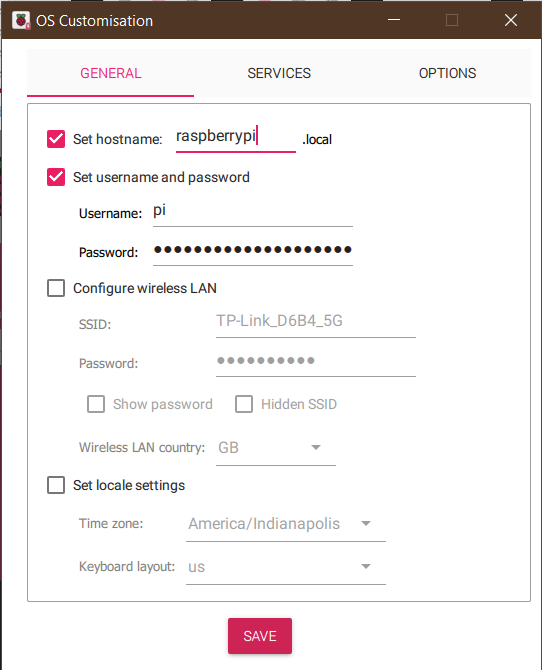 OS Customisation
GENERAL SERVICES OPTIONS
Set hostname: raspberrypi .local
Set username and password
Username: pi
Password: ••••••••••••••••••••
Configure wireless LAN
SSID: TP-Link_D6B4_5G
Password: ••••••••••
Show password Hidden SSID
Wireless LAN country: GB
Set locale settings
Time zone: America/Indianapolis
Keyboard layout: us
SAVE